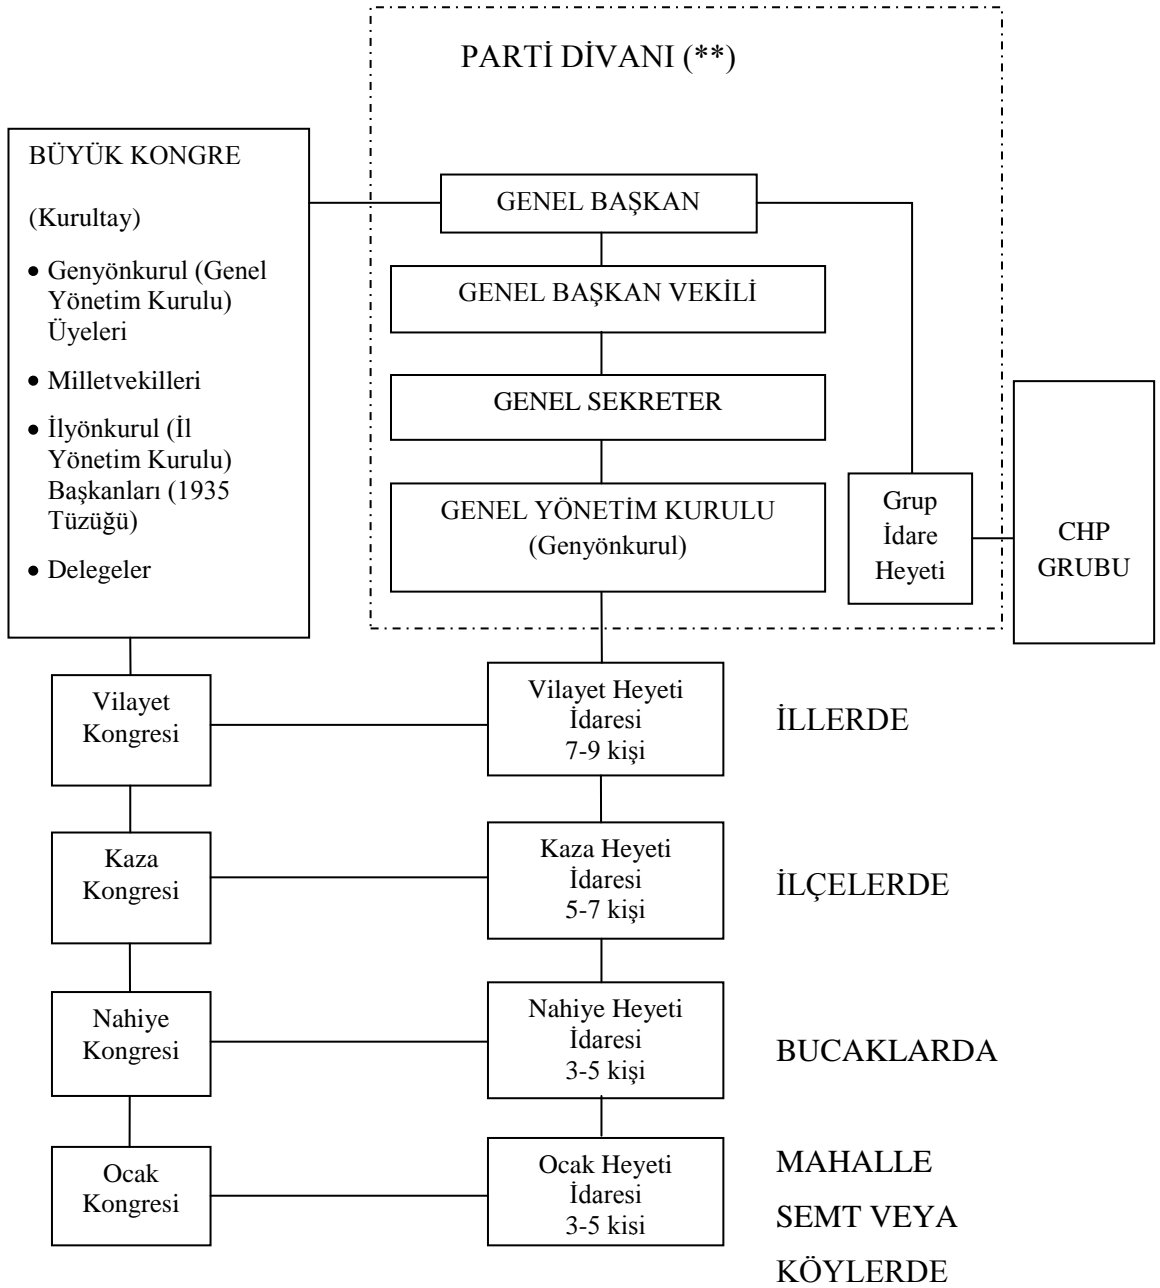 PARTİ DİVANI (**)
BÜYÜK KONGRE
(Kurultay)
• Genyönkurul (Genel
Yönetim Kurulu)
Üyeleri
• Milletvekilleri
• İlyönkurul (İl
Yönetim Kurulu)
Başkanları (1935
Tüzüğü)
• Delegeler
GENEL BAŞKAN
GENEL BAŞKAN VEKİLİ
GENEL SEKRETER
GENEL YÖNETİM KURULU
(Genyönkurul)
Grup
İdare
Heyeti
CHP
GRUBU
Vilayet
Kongresi
Vilayet Heyeti
İdaresi
7-9 kişi
İLLERDE
Kaza
Kongresi
Kaza Heyeti
İdaresi
5-7 kişi
İLÇELERDE
Nahiye
Kongresi
Nahiye Heyeti
İdaresi
3-5 kişi
BUCAKLARDA
Ocak
Kongresi
Ocak Heyeti
İdaresi
3-5 kisi
MAHALLE
SEMT VEYA
KÖYLERDE